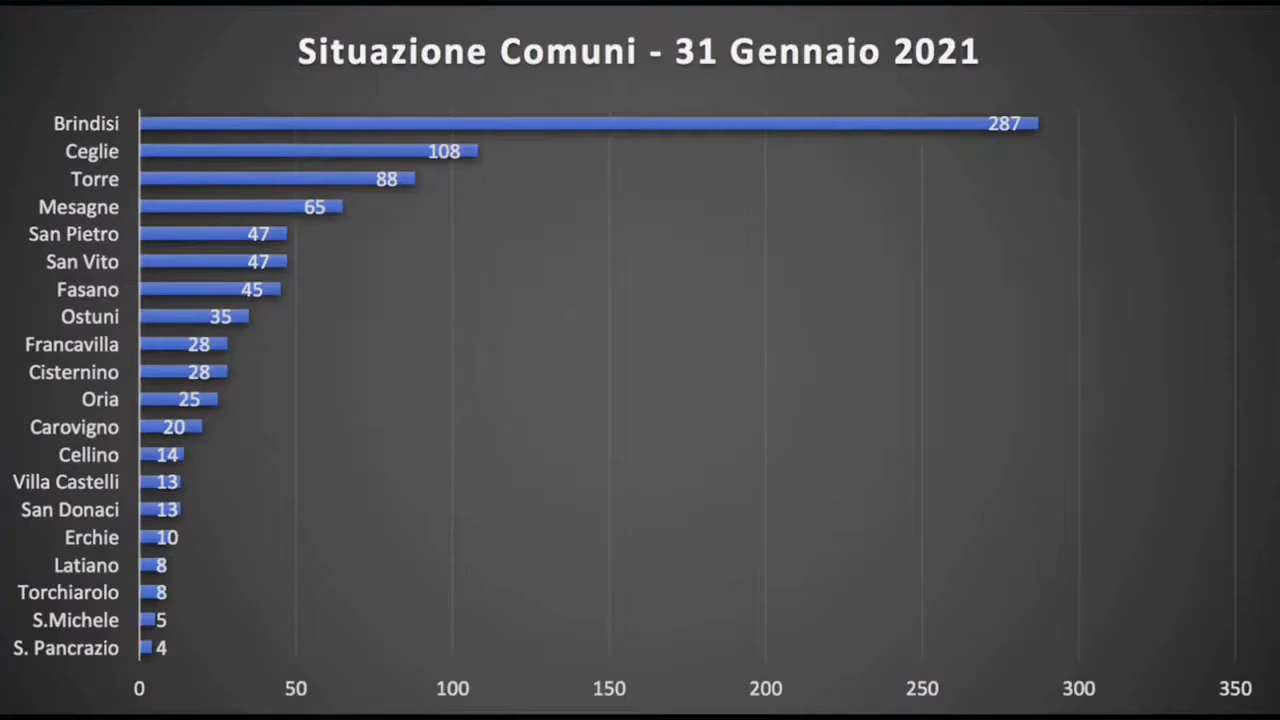 Situazione Comuni - 31 Gennaio 2021
Brindisi 287
Ceglie 108
Torre 88
Mesagne 65
San Pietro 47
San Vito 47
Fasano 45
Ostuni 35
Francavilla 28
Cisternino 28
Oria 25
Carovigno 20
Cellino 14
Villa Castelli 13
San Donaci 13
Erchie 10
Latiano 8
Torchiarolo 8
S.Michele 5
S. Pancrazio 4
0 50 100 150 200 250 300 350